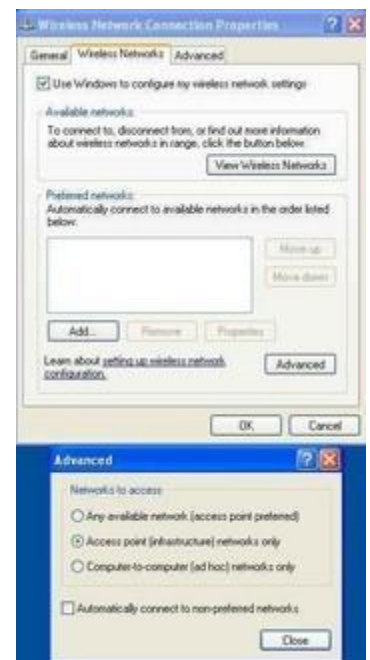 Wireless Network Connection Properties
General Wireless Networks Advanced
Use Windows to configure my wireless network settings
Available networks:
To connect to, disconnect from, or find out more information
about wireless networks in range, click the button below.
View Wireless Networks
Preferred networks:
Automatically connect to available networks in the order listed
below:
Move up
Move down
Add... Remove Properties
Learn about setting up wireless network
configuration.
Advanced
OK Cancel
Advanced
Networks to access
Any available network (access point preferred)
Access point (infrastructure) networks only
Computer-to-computer (ad hoc) networks only
Automatically connect to non-preferred networks
Close